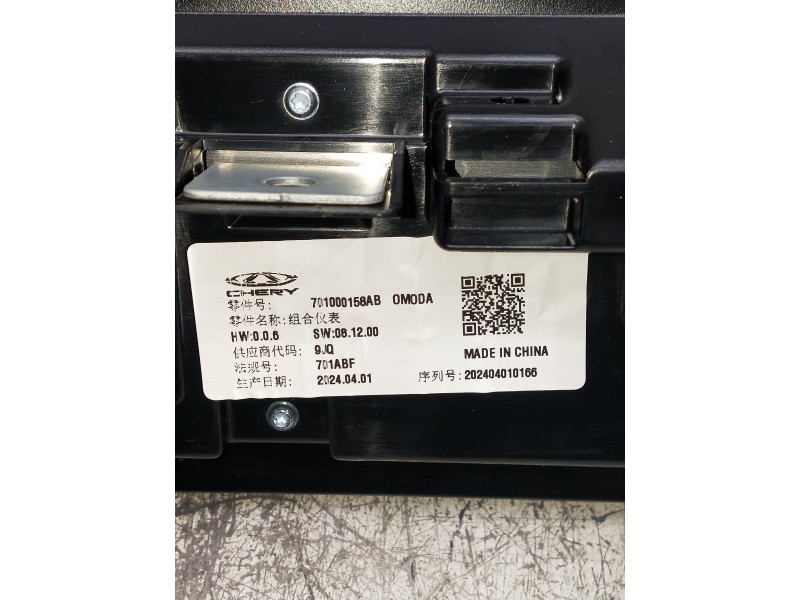 CHERY
零件号: 701000158AB OMODA
零件名称:组合仪表
HW:0.0.6 SW:08.12.00
供应商代码: 9JQ
MADE IN CHINA
法规号: 701ABF
生产日期: 2024.04.01 序列号:202404010166